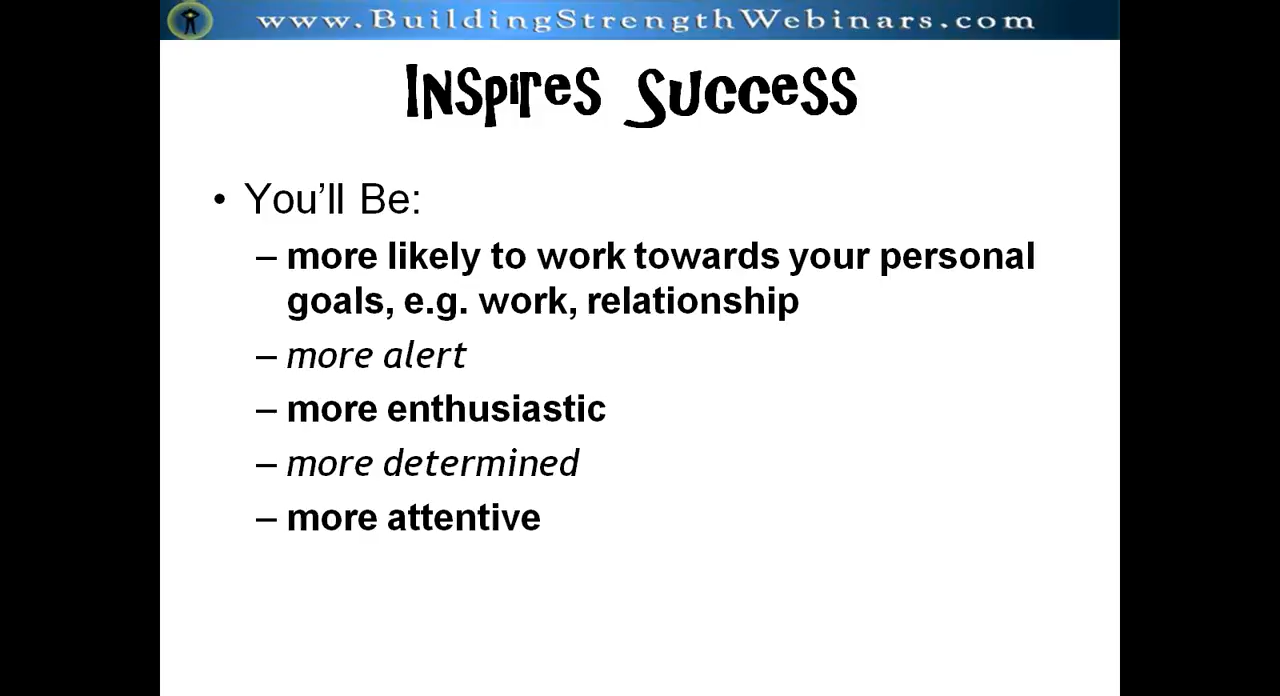 www.BuildingStrengthWebinars.com
Inspires Success
• You'll Be:
– more likely to work towards your personal
goals, e.g. work, relationship
– more alert
– more enthusiastic
– more determined
– more attentive